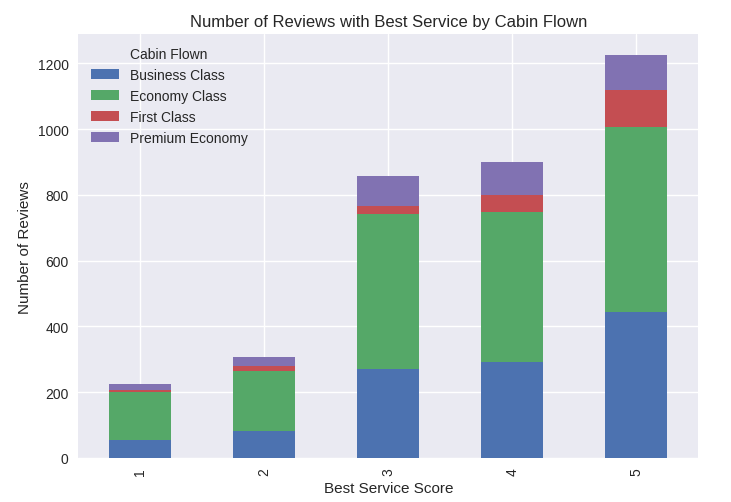 Number of Reviews with Best Service by Cabin Flown
Cabin Flown
Business Class
Economy Class
First Class
Premium Economy
Number of Reviews
1200
1000
800
600
400
200
0
1
2
3
4
5
Best Service Score